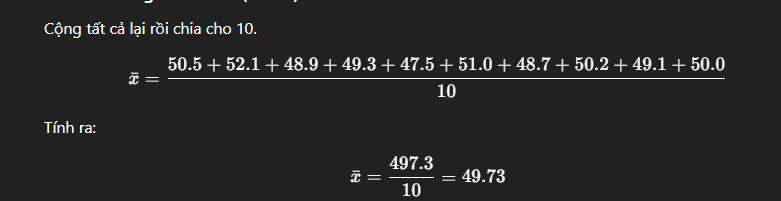 Cộng tất cả lại rồi chia cho 10.
x̄ = (50.5 + 52.1 + 48.9 + 49.3 + 47.5 + 51.0 + 48.7 + 50.2 + 49.1 + 50.0) / 10
Tính ra:
x̄ = 497.3 / 10 = 49.73